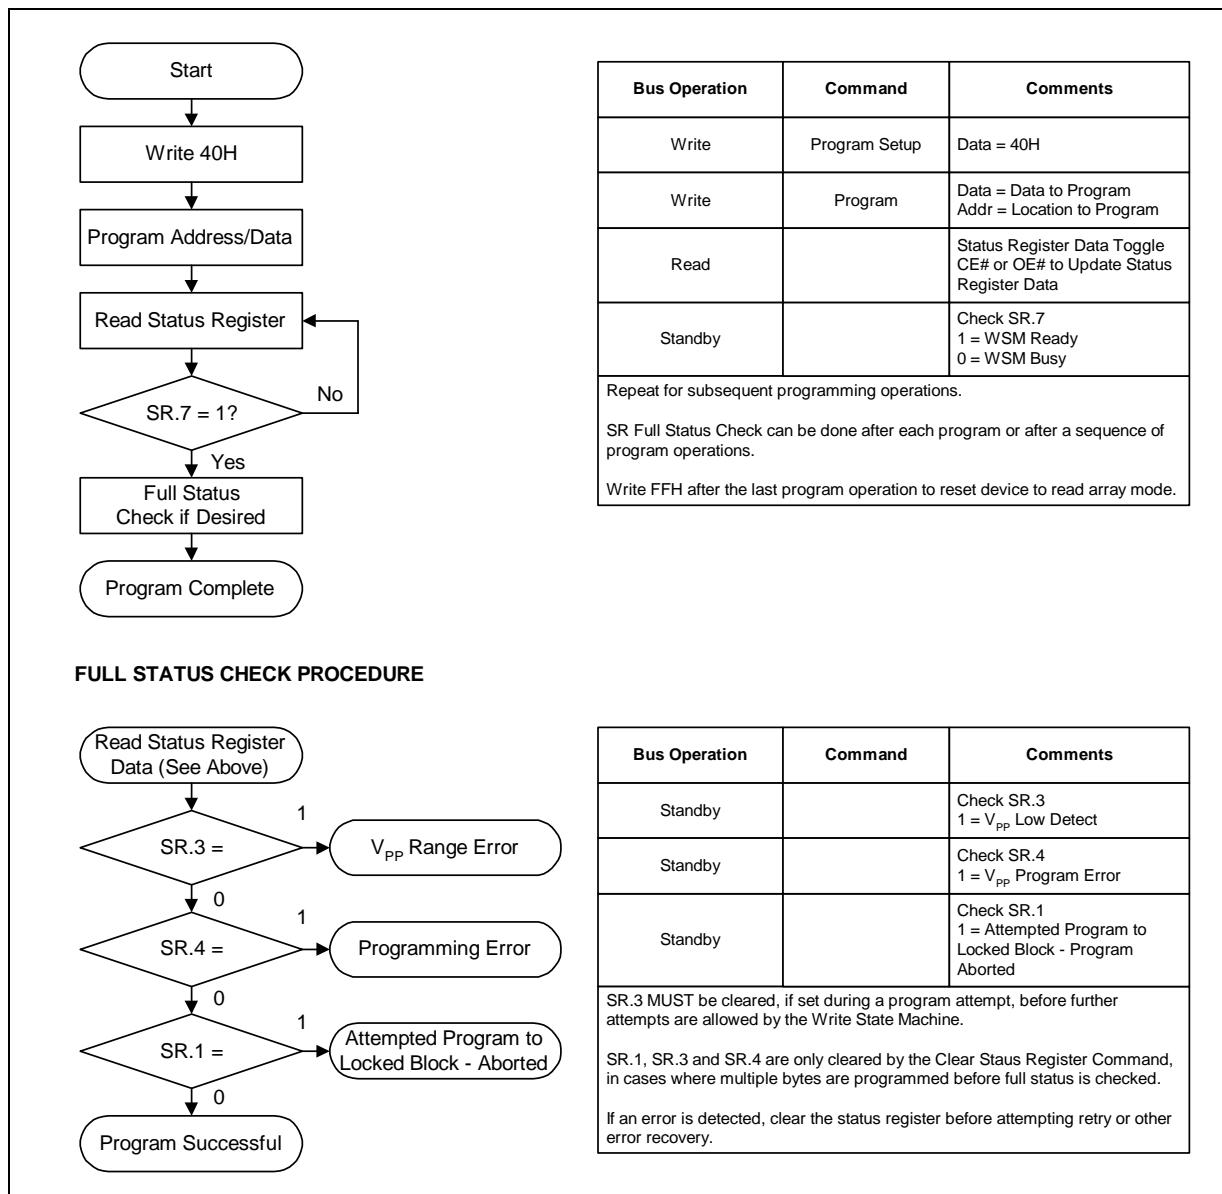 Start
Write 40H
Program Address/Data
Read Status Register
SR.7 = 1?
No
Yes
Full Status
Check if Desired
Program Complete
Bus Operation Command Comments
Write Program Setup Data = 40H
Write Program Data = Data to Program
Addr = Location to Program
Read Status Register Data Toggle
CE# or OE# to Update Status
Register Data
Standby Check SR.7
1 = WSM Ready
0 = WSM Busy
Repeat for subsequent programming operations.
SR Full Status Check can be done after each program or after a sequence of
program operations.
Write FFH after the last program operation to reset device to read array mode.
FULL STATUS CHECK PROCEDURE
Read Status Register
Data (See Above)
SR.3 =
1
VPP Range Error
0
SR.4 =
1
Programming Error
0
SR.1 =
1
Attempted Program to
Locked Block - Aborted
0
Program Successful
Bus Operation Command Comments
Standby Check SR.3
1 = VPP Low Detect
Standby Check SR.4
1 = VPP Program Error
Standby Check SR.1
1 = Attempted Program to
Locked Block - Program
Aborted
SR.3 MUST be cleared, if set during a program attempt, before further
attempts are allowed by the Write State Machine.
SR.1, SR.3 and SR.4 are only cleared by the Clear Staus Register Command,
in cases where multiple bytes are programmed before full status is checked.
If an error is detected, clear the status register before attempting retry or other
error recovery.